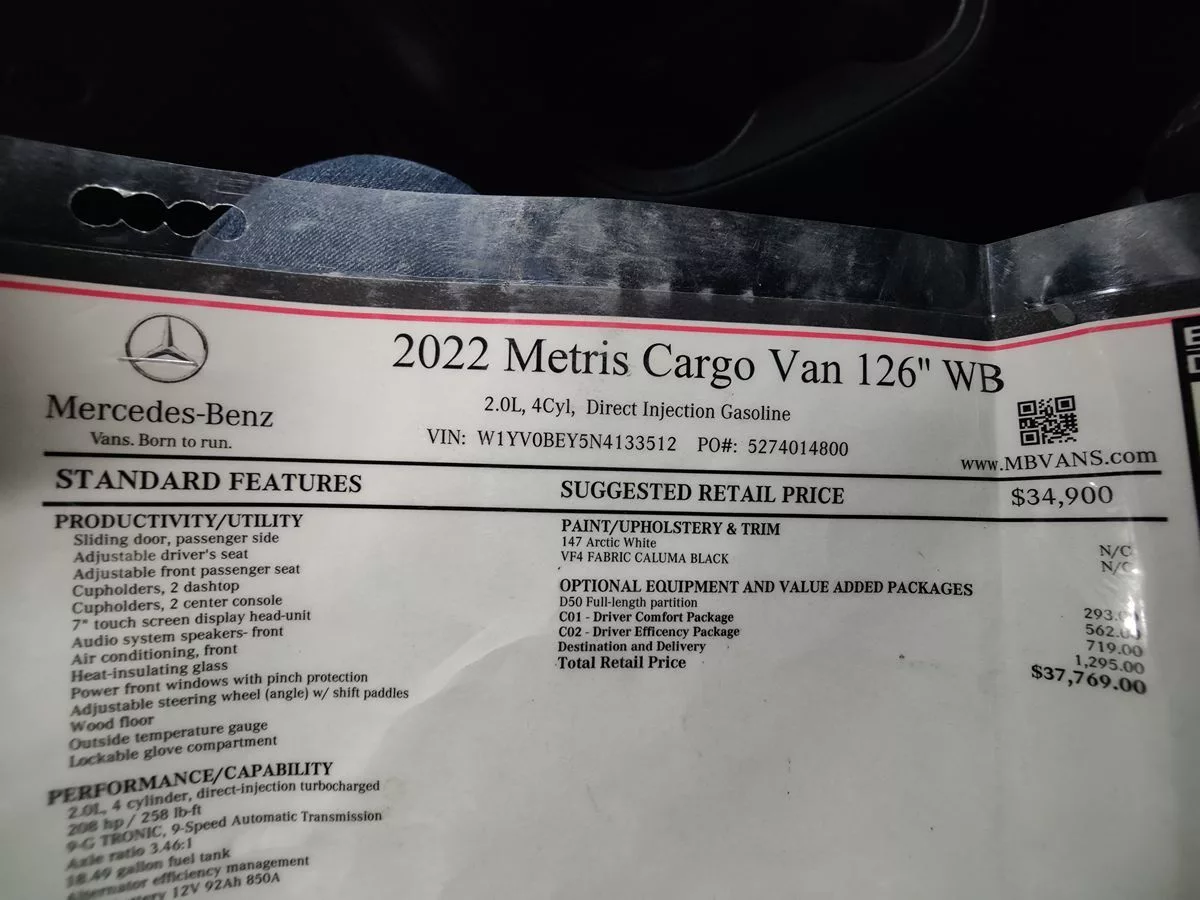 2022 Metris Cargo Van 126" WB
2.0L, 4Cyl, Direct Injection Gasoline
VIN: W1YV0BEY5N4133512 PO#: 5274014800
Mercedes-Benz
Vans. Born to run.
www.MBVANS.com
STANDARD FEATURES
PRODUCTIVITY/UTILITY
Sliding door, passenger side
Adjustable driver's seat
Adjustable front passenger seat
Cupholders, 2 dashtop
Cupholders, 2 center console
7" touch screen display head-unit
Audio system speakers- front
Air conditioning, front
Heat-insulating glass
Power front windows with pinch protection
Adjustable steering wheel (angle) w/ shift paddles
Wood floor
Outside temperature gauge
Lockable glove compartment
PERFORMANCE/CAPABILITY
2.0L, 4 cylinder, direct-injection turbocharged
208 hp / 258 lb-ft
9-G TRONIC, 9-Speed Automatic Transmission
Axle ratio 3.46:1
18.49 gallon fuel tank
Alternator efficiency management
12V 92Ah 850A
SUGGESTED RETAIL PRICE $34,900
PAINT/UPHOLSTERY & TRIM
147 Arctic White N/C
VF4 FABRIC CALUMA BLACK N/C
OPTIONAL EQUIPMENT AND VALUE ADDED PACKAGES
D50 Full-length partition 293.00
C01 - Driver Comfort Package 562.00
C02 - Driver Efficency Package 719.00
Destination and Delivery 1,295.00
Total Retail Price $37,769.00